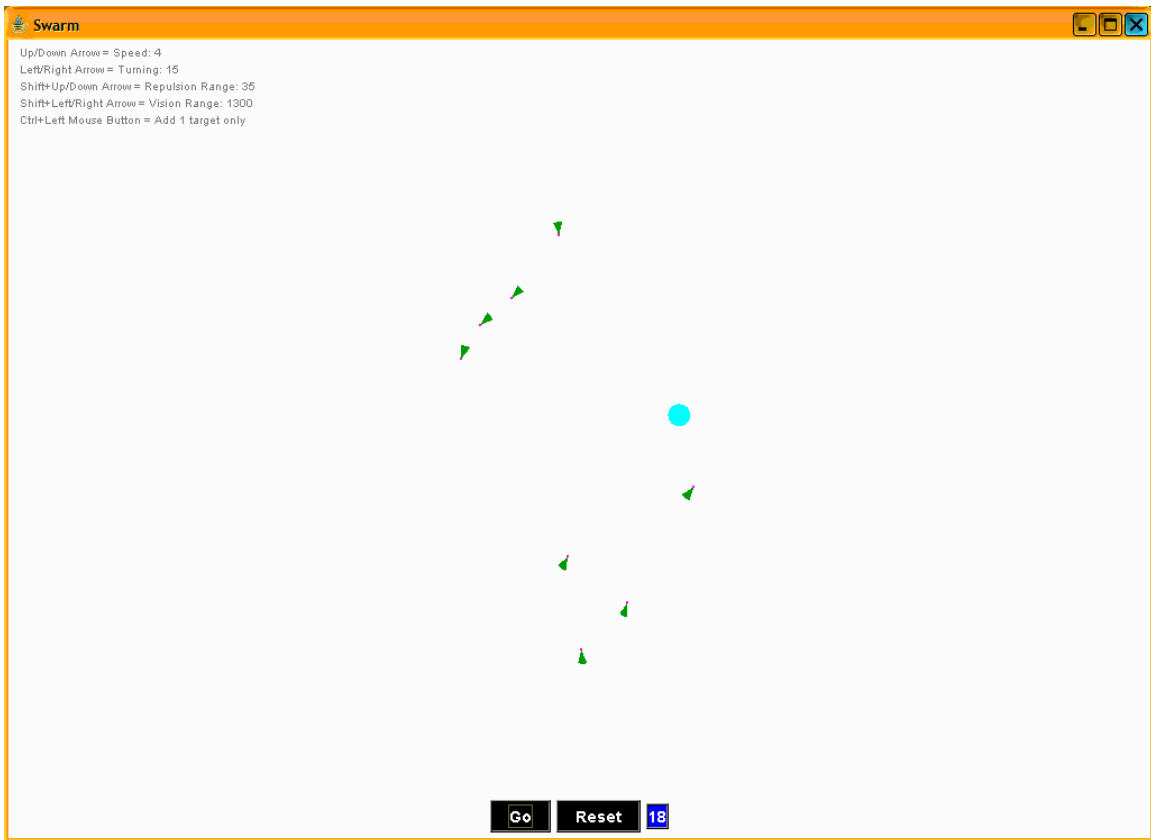 Swarm
Up/Down Arrow = Speed: 4
Left/Right Arrow = Turning: 15
Shift+Up/Down Arrow = Repulsion Range: 35
Shift+Left/Right Arrow = Vision Range: 1300
Ctrl+Left Mouse Button = Add 1 target only
Go Reset 18